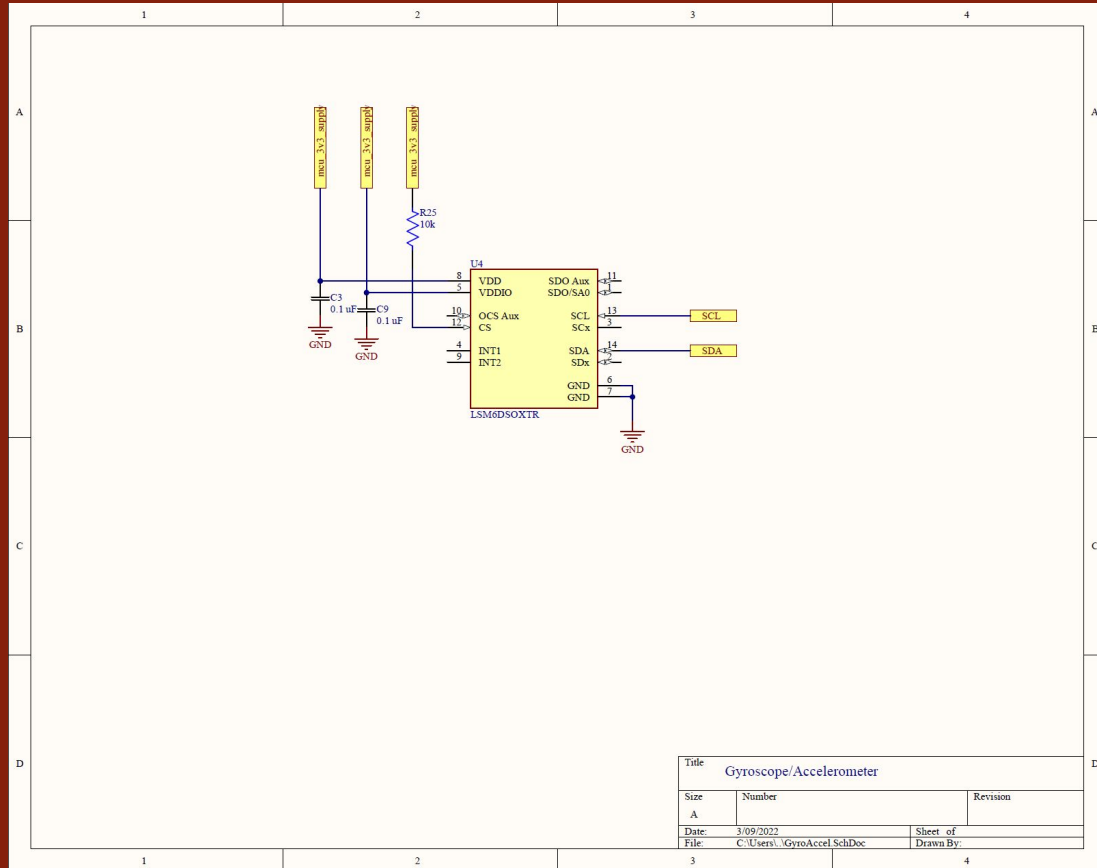 1 2 3 4
A A
mcu_3v3_supply mcu_3v3_supply mcu_3v3_supply
R25
10k
U4
8 VDD SDO Aux 11
5 VDDIO SDO/SA0 1
C3
0.1 uF
C9
0.1 uF
10 OCS Aux SCL 13 SCL
12 CS SCx 3
B B
GND
GND
4 INT1 SDA 14 SDA
9 INT2 SDx 2
GND 6
GND 7
LSM6DSOXTR
GND
C C
D D
Title
Gyroscope/Accelerometer
Size Number Revision
A
Date: 3/09/2022 Sheet of
File: C:\Users\..\GyroAccel.SchDoc Drawn By:
1 2 3 4